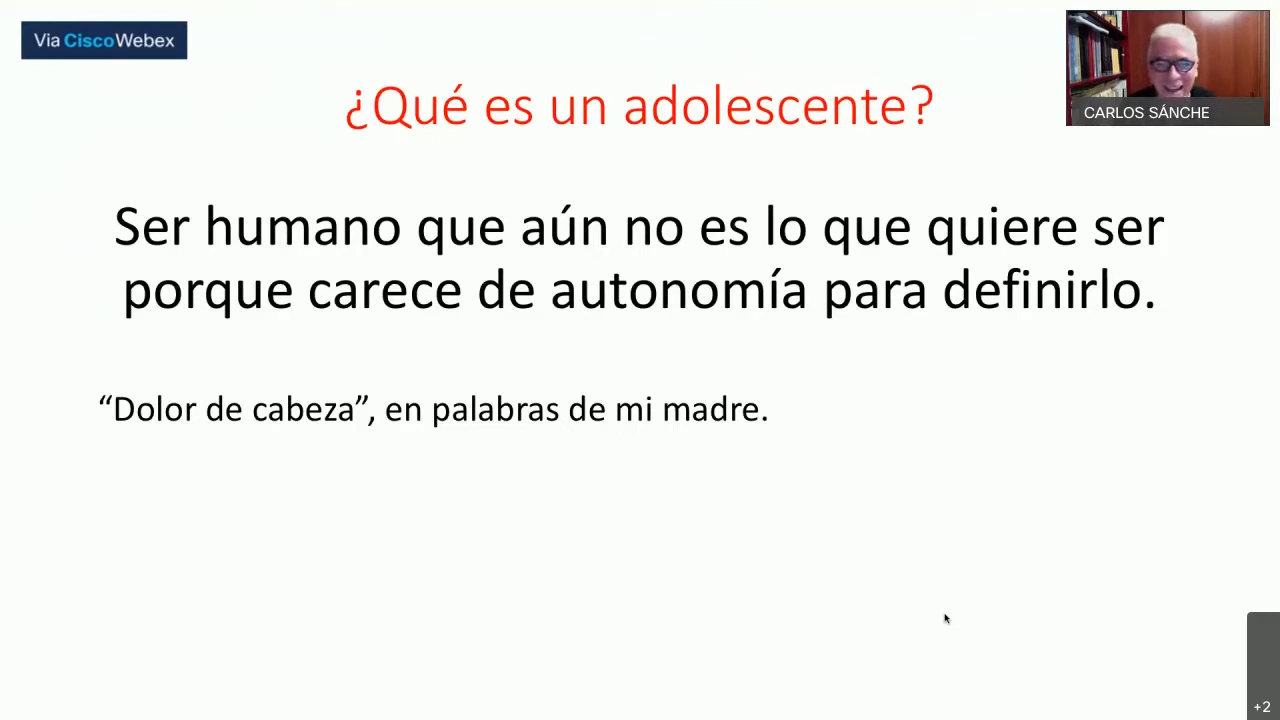 Via CiscoWebex
CARLOS SÁNCHE
¿Qué es un adolescente?
Ser humano que aún no es lo que quiere ser
porque carece de autonomía para definirlo.
“Dolor de cabeza”, en palabras de mi madre.
+2